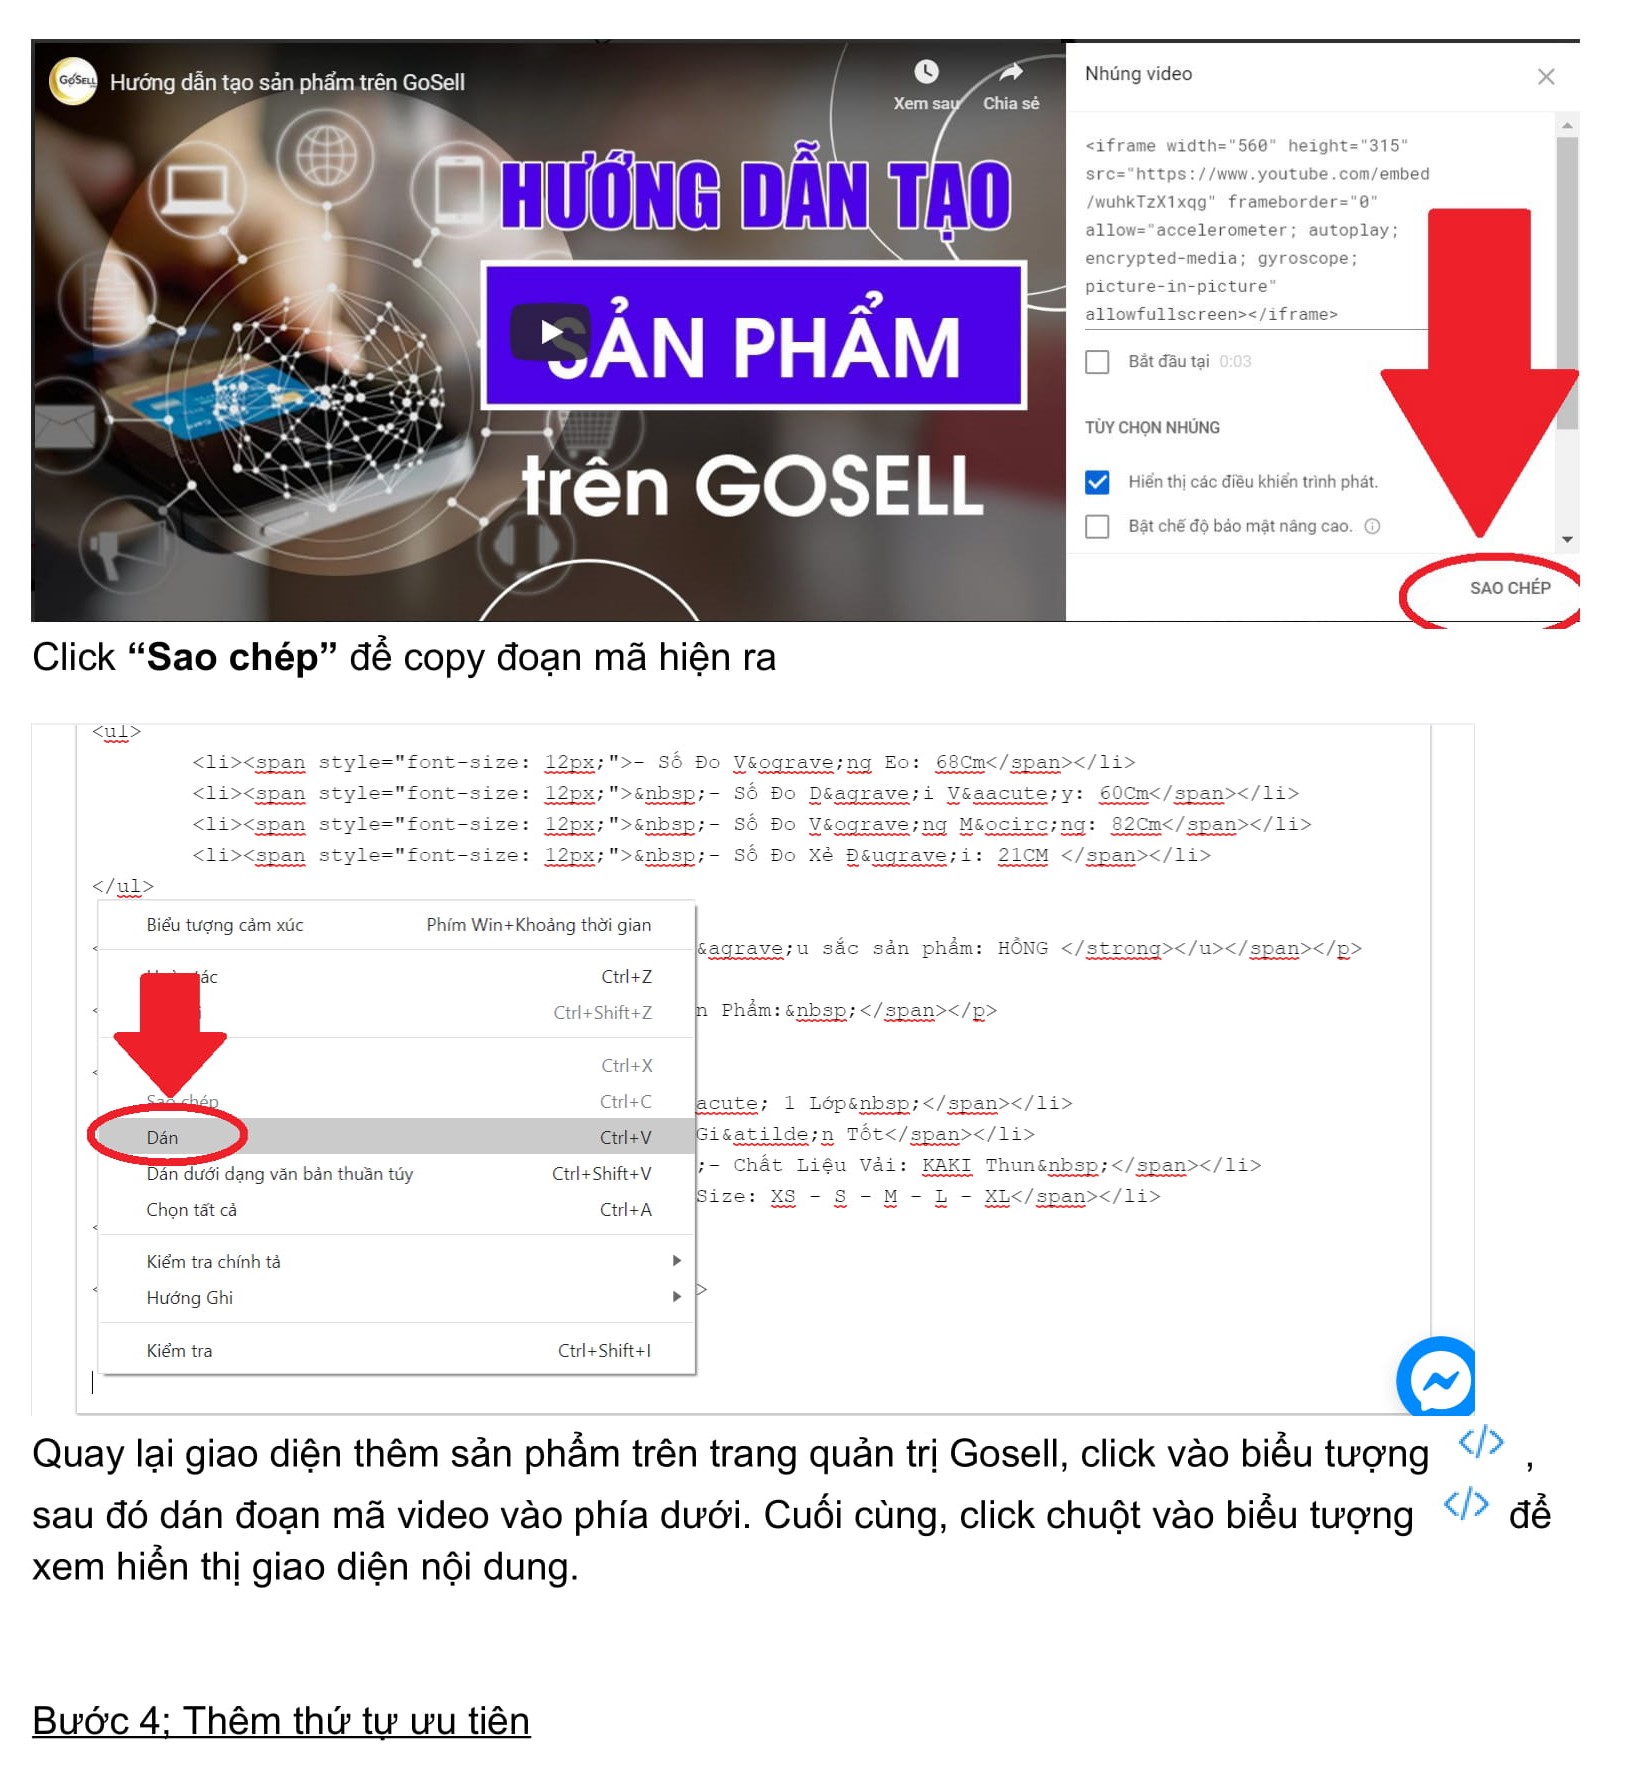 GoSELL
Hướng dẫn tạo sản phẩm trên GoSell
Xem sau
Chia sẻ
HƯỚNG DẪN TẠO
SẢN PHẨM
trên GOSELL
Nhúng video
<iframe width="560" height="315"
src="https://www.youtube.com/embed
/wuhkTzX1xqg" frameborder="0"
allow="accelerometer; autoplay;
encrypted-media; gyroscope;
picture-in-picture"
allowfullscreen></iframe>
Bắt đầu tại 0:03
TÙY CHỌN NHÚNG
Hiển thị các điều khiển trình phát.
Bật chế độ bảo mật nâng cao.
SAO CHÉP
Click “Sao chép” để copy đoạn mã hiện ra
<ul>
<li><span style="font-size: 12px;">- Số Đo V&ograve;ng Eo: 68Cm</span></li>
<li><span style="font-size: 12px;">&nbsp;- Số Đo D&agrave;i V&aacute;y: 60Cm</span></li>
<li><span style="font-size: 12px;">&nbsp;- Số Đo V&ograve;ng M&ocirc;ng: 82Cm</span></li>
<li><span style="font-size: 12px;">&nbsp;- Số Đo Xẻ Đ&ugrave;i: 21CM </span></li>
</ul>
Biểu tượng cảm xúc Phím Win+Khoảng thời gian
&agrave;u sắc sản phẩm: HỒNG </strong></u></span></p>
Ctrl+Z
Ctrl+Shift+Z
n Phẩm:&nbsp;</span></p>
Ctrl+X
Sao chép Ctrl+C
acute; 1 Lớp&nbsp;</span></li>
Dán Ctrl+V
Gi&atilde;n Tốt</span></li>
;- Chất Liệu Vải: KAKI Thun&nbsp;</span></li>
Dán dưới dạng văn bản thuần túy Ctrl+Shift+V
Size: XS - S - M - L - XL</span></li>
Chọn tất cả Ctrl+A
Kiểm tra chính tả
Hướng Ghi
>
Kiểm tra Ctrl+Shift+I
Quay lại giao diện thêm sản phẩm trên trang quản trị Gosell, click vào biểu tượng </> ,
sau đó dán đoạn mã video vào phía dưới. Cuối cùng, click chuột vào biểu tượng </> để
xem hiển thị giao diện nội dung.
Bước 4; Thêm thứ tự ưu tiên